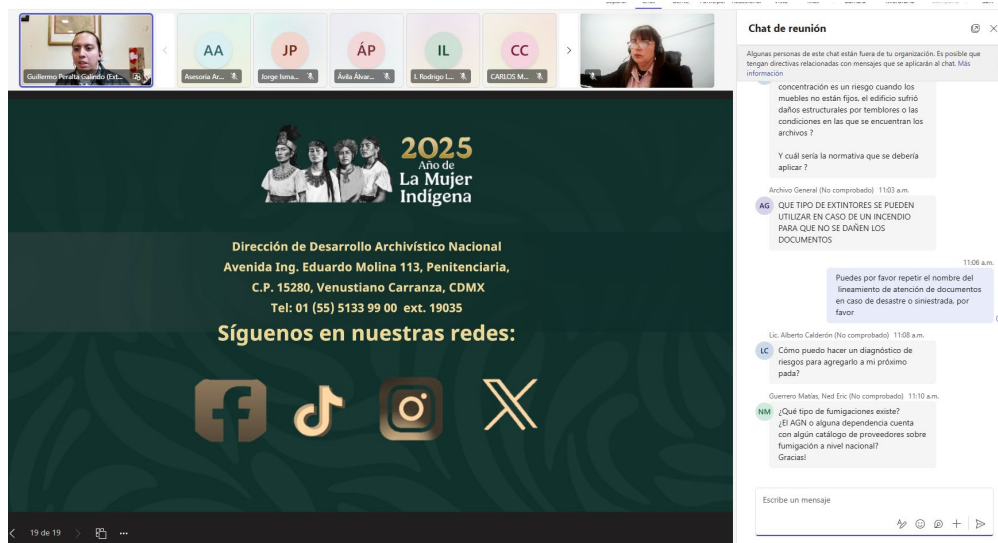 Chat de reunión
Algunas personas de este chat están fuera de tu organización. Es posible que
tengan directivas relacionadas con mensajes que se aplicarán al chat. Más
información
Guillermo Peralta Galindo (Ext...
AA
Asesoria Ar...
JP
Jorge Isma...
ÁP
Ávila Álvar...
IL
I. Rodrigo L...
CC
CARLOS M...
2025
Año de
La Mujer
Indígena
Dirección de Desarrollo Archivístico Nacional
Avenida Ing. Eduardo Molina 113, Penitenciaria,
C.P. 15280, Venustiano Carranza, CDMX
Tel: 01 (55) 5133 99 00 ext. 19035
Síguenos en nuestras redes:
19 de 19
concentración es un riesgo cuando los
muebles no están fijos, el edificio sufrió
daños estructurales por temblores o las
condiciones en las que se encuentran los
archivos ?
Y cuál sería la normativa que se debería
aplicar ?
Archivo General (No comprobado) 11:03 a.m.
AG
QUE TIPO DE EXTINTORES SE PUEDEN
UTILIZAR EN CASO DE UN INCENDIO
PARA QUE NO SE DAÑEN LOS
DOCUMENTOS
11:06 a.m.
Puedes por favor repetir el nombre del
lineamiento de atención de documentos
en caso de desastre o siniestrada, por
favor
Lic. Alberto Calderón (No comprobado) 11:08 a.m.
LC
Cómo puedo hacer un diagnóstico de
riesgos para agregarlo a mi próximo
pada?
Guerrero Matías, Ned Eric (No comprobado) 11:10 a.m.
NM
¿Qué tipo de fumigaciones existe?
¿El AGN o alguna dependencia cuenta
con algún catálogo de proveedores sobre
fumigación a nivel nacional?
Gracias!
Escribe un mensaje